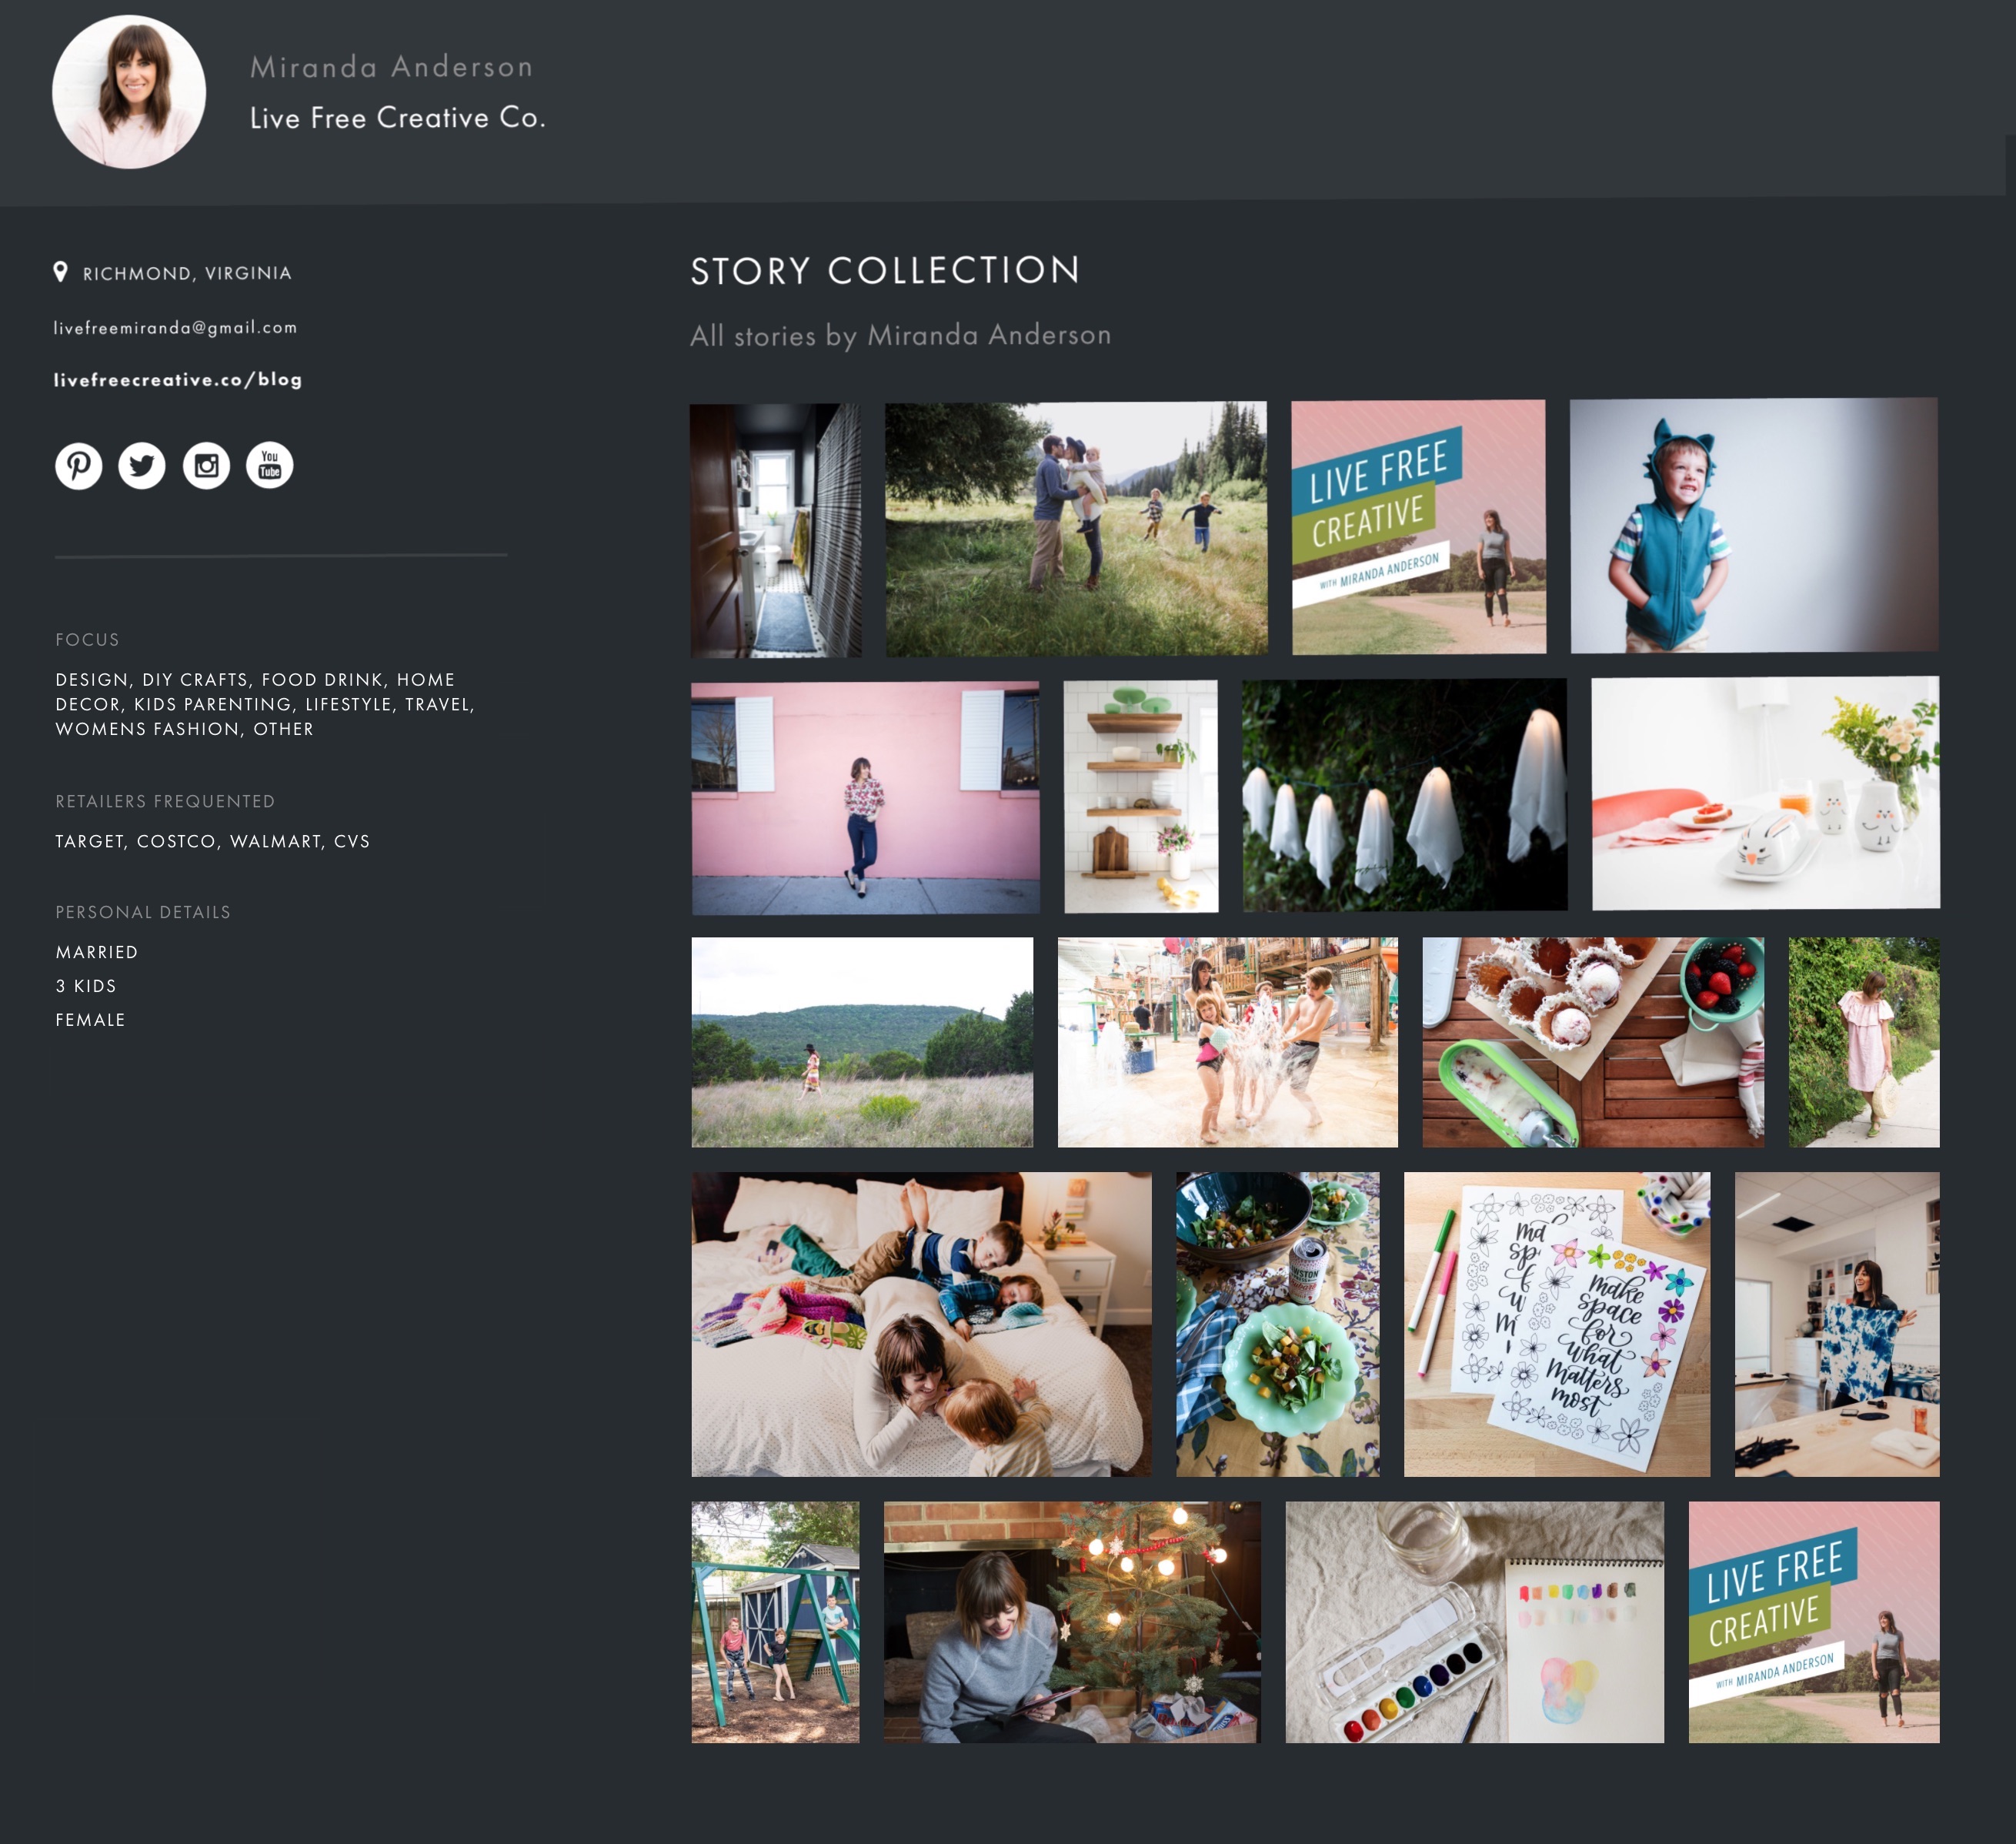 Miranda Anderson
Live Free Creative Co.
RICHMOND, VIRGINIA
livefreemiranda@gmail.com
livefreecreative.co/blog
You
Tube
FOCUS
DESIGN, DIY CRAFTS, FOOD DRINK, HOME
DECOR, KIDS PARENTING, LIFESTYLE, TRAVEL,
WOMENS FASHION, OTHER
RETAILERS FREQUENTED
TARGET, COSTCO, WALMART, CVS
PERSONAL DETAILS
MARRIED
3 KIDS
FEMALE
STORY COLLECTION
All stories by Miranda Anderson
LIVE FREE
CREATIVE
WITH MIRANDA ANDERSON
make
space
for
what
matters
most
LIVE FREE
CREATIVE
WITH MIRANDA ANDERSON